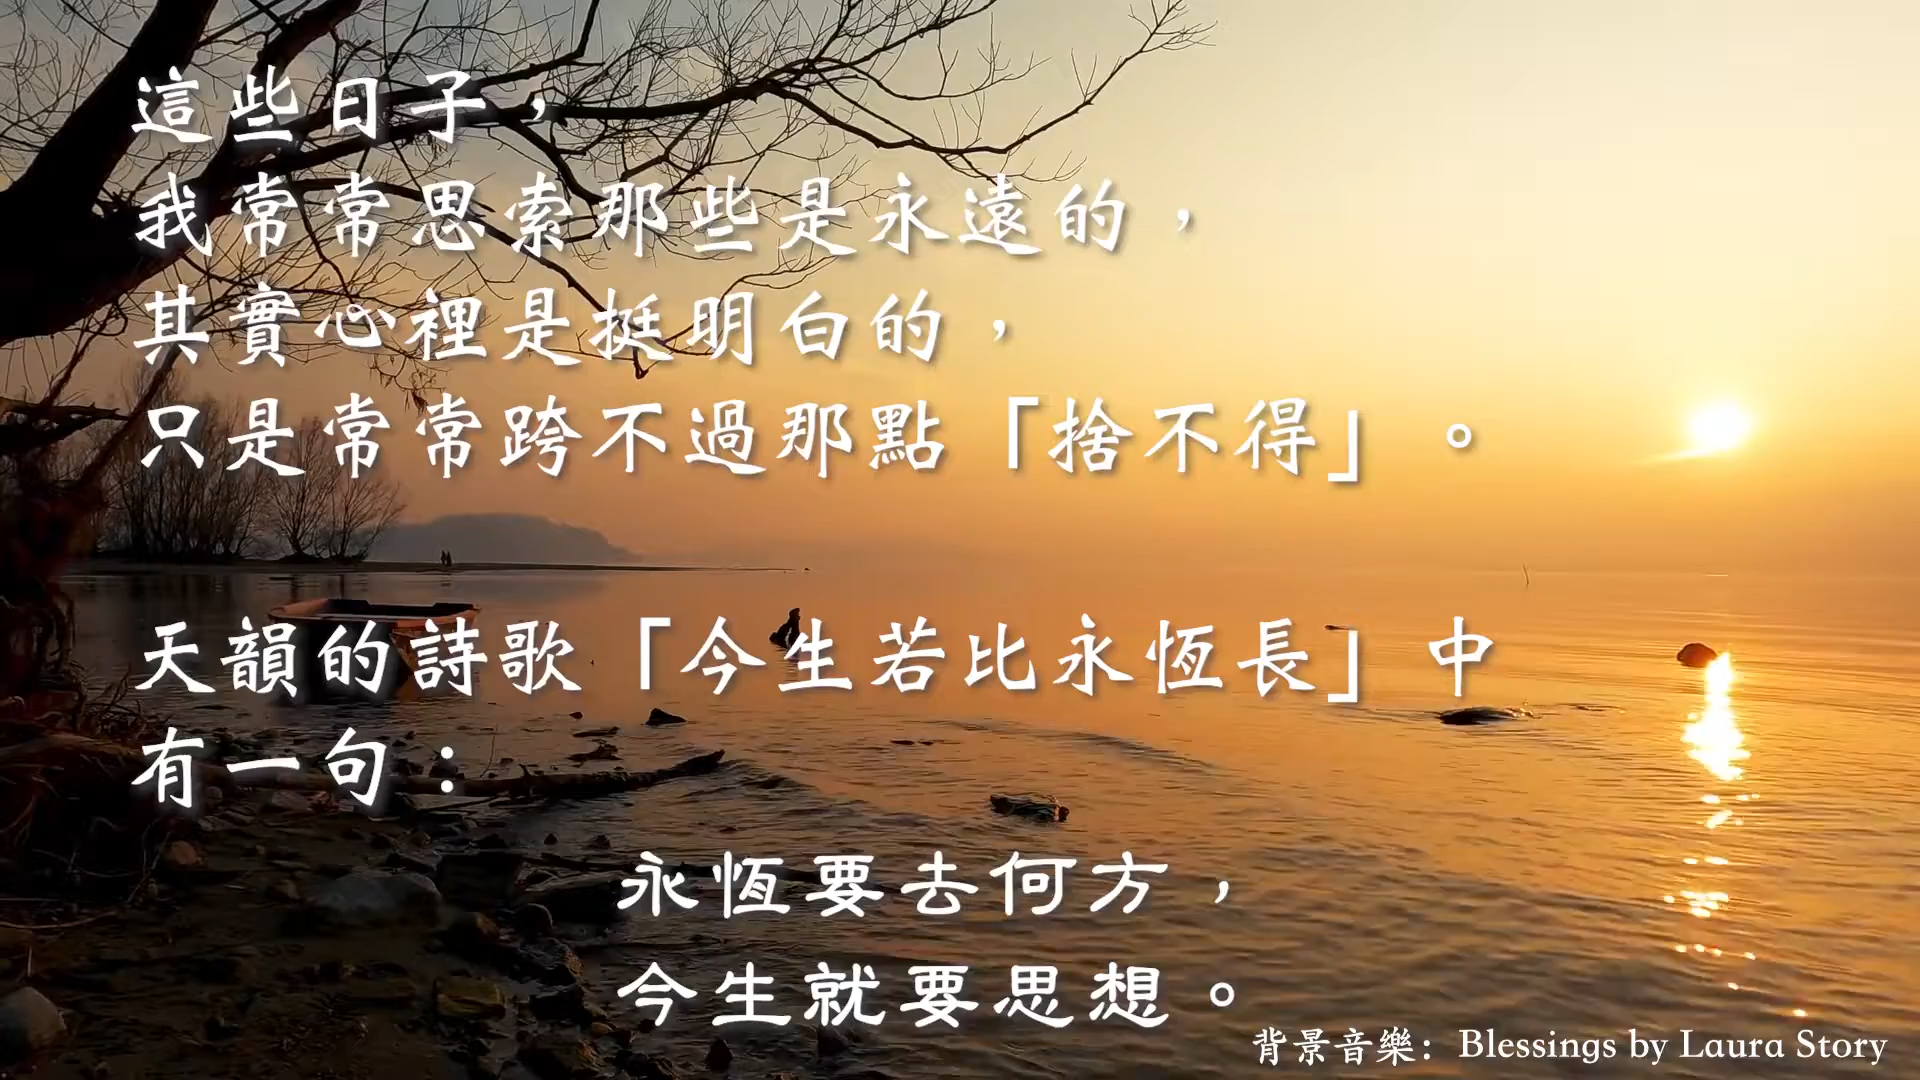 這些日子，
我常常思索那些是永遠的，
其實心裡是挺明白的，
只是常常跨不過那點「捨不得」。
天韻的詩歌「今生若比永恆長」中
有一句：
永恆要去何方，
今生就要思想。
背景音樂：Blessings by Laura Story